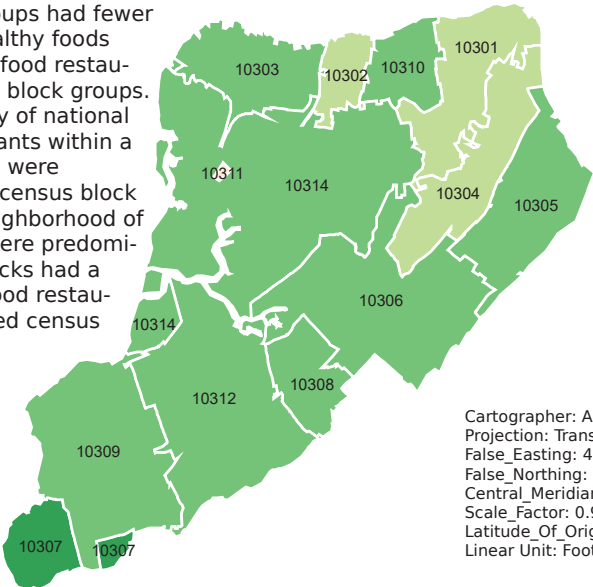 oups had fewer
althy foods
food restau-
block groups.
y of national
ants within a
were
census block
ighborhood of
ere predomi-
cks had a
ood restau-
ed census
10301
10302
10303
10310
10311
10314
10304
10305
10306
10314
10308
10312
10309
10307
10307
Cartographer: A
Projection: Trans
False_Easting: 4
False_Northing:
Central_Meridian
Scale_Factor: 0.9
Latitude_Of_Orig
Linear Unit: Foot